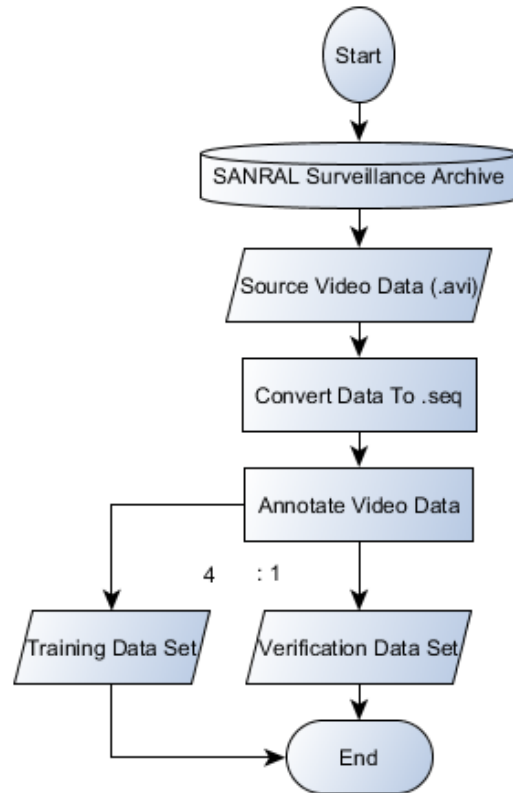 Start
SANRAL Surveillance Archive
Source Video Data (.avi)
Convert Data To .seq
Annotate Video Data
4 : 1
Training Data Set
Verification Data Set
End